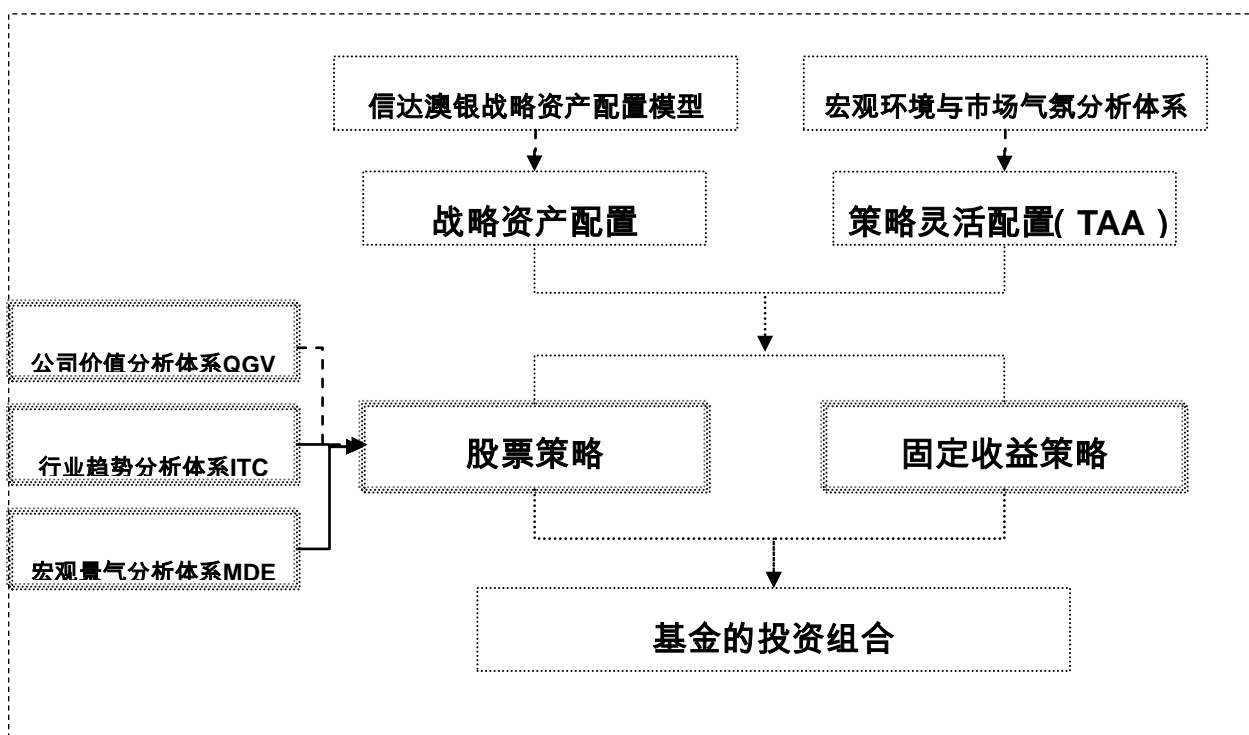 信达澳银战略资产配置模型
宏观环境与市场气氛分析体系
战略资产配置
策略灵活配置( TAA )
公司价值分析体系QGV
行业趋势分析体系ITC
宏观景气分析体系MDE
股票策略
固定收益策略
基金的投资组合